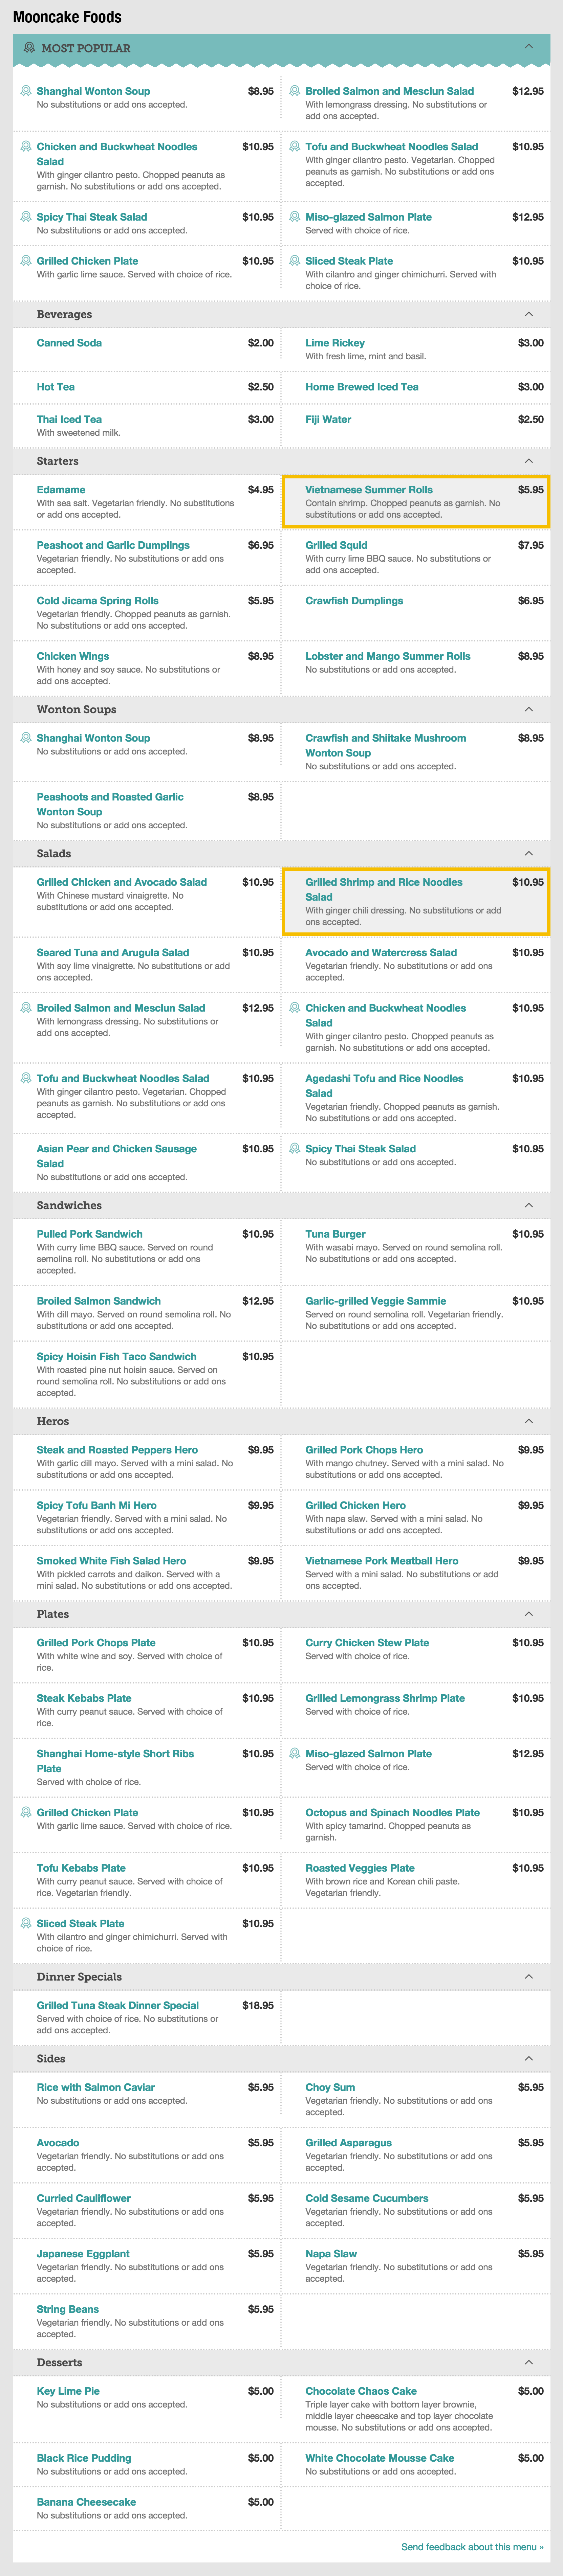 Mooncake Foods
MOST POPULAR
Shanghai Wonton Soup $8.95
No substitutions or add ons accepted.
Broiled Salmon and Mesclun Salad $12.95
With lemongrass dressing. No substitutions or
add ons accepted.
Chicken and Buckwheat Noodles $10.95
Salad
With ginger cilantro pesto. Chopped peanuts as
garnish. No substitutions or add ons accepted.
Tofu and Buckwheat Noodles Salad $10.95
With ginger cilantro pesto. Vegetarian. Chopped
peanuts as garnish. No substitutions or add ons
accepted.
Spicy Thai Steak Salad $10.95
No substitutions or add ons accepted.
Miso-glazed Salmon Plate $12.95
Served with choice of rice.
Grilled Chicken Plate $10.95
With garlic lime sauce. Served with choice of rice.
Sliced Steak Plate $10.95
With cilantro and ginger chimichurri. Served with
choice of rice.
Beverages
Canned Soda $2.00
Lime Rickey $3.00
With fresh lime, mint and basil.
Hot Tea $2.50
Home Brewed Iced Tea $3.00
Thai Iced Tea $3.00
With sweetened milk.
Fiji Water $2.50
Starters
Edamame $4.95
With sea salt. Vegetarian friendly. No substitutions
or add ons accepted.
Vietnamese Summer Rolls $5.95
Contain shrimp. Chopped peanuts as garnish. No
substitutions or add ons accepted.
Peashoot and Garlic Dumplings $6.95
Vegetarian friendly. No substitutions or add ons
accepted.
Grilled Squid $7.95
With curry lime BBQ sauce. No substitutions or
add ons accepted.
Cold Jicama Spring Rolls $5.95
Vegetarian friendly. Chopped peanuts as garnish.
No substitutions or add ons accepted.
Crawfish Dumplings $6.95
Chicken Wings $8.95
With honey and soy sauce. No substitutions or
add ons accepted.
Lobster and Mango Summer Rolls $8.95
No substitutions or add ons accepted.
Wonton Soups
Shanghai Wonton Soup $8.95
No substitutions or add ons accepted.
Crawfish and Shiitake Mushroom $8.95
Wonton Soup
No substitutions or add ons accepted.
Peashoots and Roasted Garlic $8.95
Wonton Soup
No substitutions or add ons accepted.
Salads
Grilled Chicken and Avocado Salad $10.95
With Chinese mustard vinaigrette. No
substitutions or add ons accepted.
Grilled Shrimp and Rice Noodles $10.95
Salad
With ginger chili dressing. No substitutions or add
ons accepted.
Seared Tuna and Arugula Salad $10.95
With soy lime vinaigrette. No substitutions or add
ons accepted.
Avocado and Watercress Salad $10.95
Vegetarian friendly. No substitutions or add ons
accepted.
Broiled Salmon and Mesclun Salad $12.95
With lemongrass dressing. No substitutions or
add ons accepted.
Chicken and Buckwheat Noodles $10.95
Salad
With ginger cilantro pesto. Chopped peanuts as
garnish. No substitutions or add ons accepted.
Tofu and Buckwheat Noodles Salad $10.95
With ginger cilantro pesto. Vegetarian. Chopped
peanuts as garnish. No substitutions or add ons
accepted.
Agedashi Tofu and Rice Noodles $10.95
Salad
Vegetarian friendly. Chopped peanuts as garnish.
No substitutions or add ons accepted.
Asian Pear and Chicken Sausage $10.95
Salad
No substitutions or add ons accepted.
Spicy Thai Steak Salad $10.95
No substitutions or add ons accepted.
Sandwiches
Pulled Pork Sandwich $10.95
With curry lime BBQ sauce. Served on round
semolina roll. No substitutions or add ons
accepted.
Tuna Burger $10.95
With wasabi mayo. Served on round semolina roll.
No substitutions or add ons accepted.
Broiled Salmon Sandwich $12.95
With dill mayo. Served on round semolina roll. No
substitutions or add ons accepted.
Garlic-grilled Veggie Sammie $10.95
Served on round semolina roll. Vegetarian friendly.
No substitutions or add ons accepted.
Spicy Hoisin Fish Taco Sandwich $10.95
With roasted pine nut hoisin sauce. Served on
round semolina roll. No substitutions or add ons
accepted.
Heros
Steak and Roasted Peppers Hero $9.95
With garlic dill mayo. Served with a mini salad. No
substitutions or add ons accepted.
Grilled Pork Chops Hero $9.95
With mango chutney. Served with a mini salad. No
substitutions or add ons accepted.
Spicy Tofu Banh Mi Hero $9.95
Vegetarian friendly. Served with a mini salad. No
substitutions or add ons accepted.
Grilled Chicken Hero $9.95
With napa slaw. Served with a mini salad. No
substitutions or add ons accepted.
Smoked White Fish Salad Hero $9.95
With pickled carrots and daikon. Served with a
mini salad. No substitutions or add ons accepted.
Vietnamese Pork Meatball Hero $9.95
Served with a mini salad. No substitutions or add
ons accepted.
Plates
Grilled Pork Chops Plate $10.95
With white wine and soy. Served with choice of
rice.
Curry Chicken Stew Plate $10.95
Served with choice of rice.
Steak Kebabs Plate $10.95
With curry peanut sauce. Served with choice of
rice.
Grilled Lemongrass Shrimp Plate $10.95
Served with choice of rice.
Shanghai Home-style Short Ribs $10.95
Plate
Served with choice of rice.
Miso-glazed Salmon Plate $12.95
Served with choice of rice.
Grilled Chicken Plate $10.95
With garlic lime sauce. Served with choice of rice.
Octopus and Spinach Noodles Plate $10.95
With spicy tamarind. Chopped peanuts as
garnish.
Tofu Kebabs Plate $10.95
With curry peanut sauce. Served with choice of
rice. Vegetarian friendly.
Roasted Veggies Plate $10.95
With brown rice and Korean chili paste.
Vegetarian friendly.
Sliced Steak Plate $10.95
With cilantro and ginger chimichurri. Served with
choice of rice.
Dinner Specials
Grilled Tuna Steak Dinner Special $18.95
Served with choice of rice. No substitutions or
add ons accepted.
Sides
Rice with Salmon Caviar $5.95
No substitutions or add ons accepted.
Choy Sum $5.95
Vegetarian friendly. No substitutions or add ons
accepted.
Avocado $5.95
Vegetarian friendly. No substitutions or add ons
accepted.
Grilled Asparagus $5.95
Vegetarian friendly. No substitutions or add ons
accepted.
Curried Cauliflower $5.95
Vegetarian friendly. No substitutions or add ons
accepted.
Cold Sesame Cucumbers $5.95
Vegetarian friendly. No substitutions or add ons
accepted.
Japanese Eggplant $5.95
Vegetarian friendly. No substitutions or add ons
accepted.
Napa Slaw $5.95
Vegetarian friendly. No substitutions or add ons
accepted.
String Beans $5.95
Vegetarian friendly. No substitutions or add ons
accepted.
Desserts
Key Lime Pie $5.00
No substitutions or add ons accepted.
Chocolate Chaos Cake $5.00
Triple layer cake with bottom layer brownie,
middle layer cheescake and top layer chocolate
mousse. No substitutions or add ons accepted.
Black Rice Pudding $5.00
No substitutions or add ons accepted.
White Chocolate Mousse Cake $5.00
No substitutions or add ons accepted.
Banana Cheesecake $5.00
No substitutions or add ons accepted.
Send feedback about this menu »